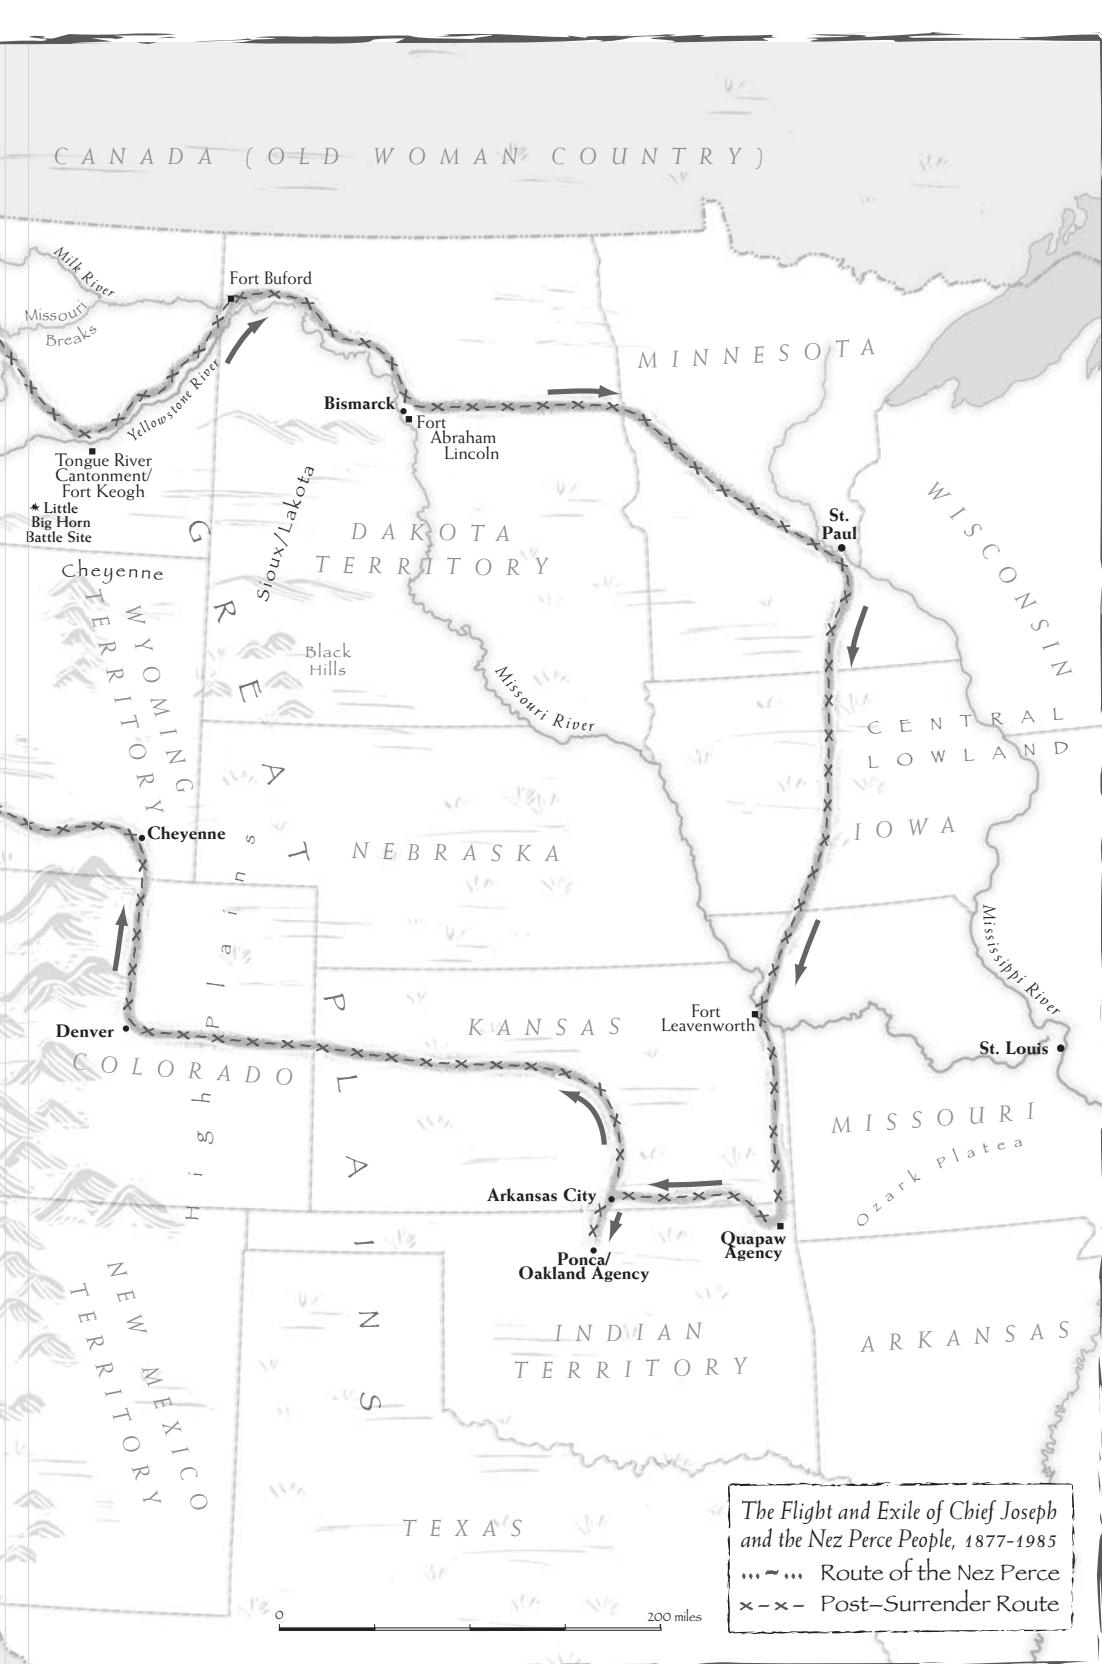 CANADA (OLD WOMAN COUNTRY)
Milk River
Fort Buford
Missouri
Breaks
MINNESOTA
Yellowstone River
Bismarck
Fort
Abraham
Lincoln
Tongue River
Cantonment/
Fort Keogh
Little
Big Horn
Battle Site
Sioux/Lakota
WISCONSIN
St.
Paul
DAKOTA
TERRITORY
Cheyenne
WYOMING
TERRITORY
GREAT
PLAINS
Black
Hills
Missouri River
CENTRAL
LOWLAND
IOWA
Cheyenne
NEBRASKA
High Plains
Mississippi River
Fort
Leavenworth
KANSAS
Denver
St. Louis
COLORADO
MISSOURI
Ozark Platea
Arkansas City
Quapaw
Agency
Ponca/
Oakland Agency
NEW MEXICO
TERRITORY
INDIAN
TERRITORY
ARKANSAS
TEXAS
The Flight and Exile of Chief Joseph
and the Nez Perce People, 1877-1985
Route of the Nez Perce
Post–Surrender Route
0 200 miles